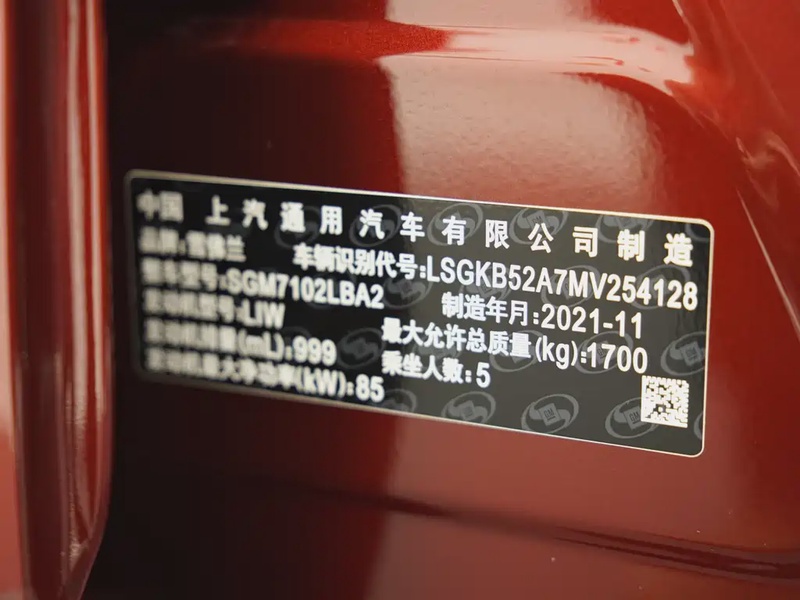 中国 上汽通用汽车有限公司制造
品牌:雪佛兰 车辆识别代号:LSGKB52A7MV254128
整车型号:SGM7102LBA2 制造年月:2021-11
发动机型号:LIW 最大允许总质量(kg):1700
发动机排量(mL):999 乘坐人数:5
发动机最大净功率(kW):85
GM